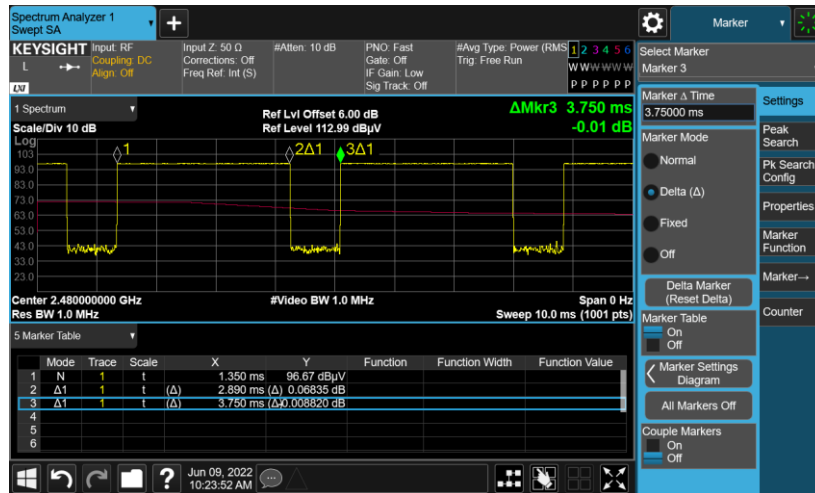 Spectrum Analyzer 1
Swept SA
Marker
KEYSIGHT
L
LXI
Input: RF
Coupling: DC
Align: Off
Input Z: 50 Ω
Corrections: Off
Freq Ref: Int (S)
#Atten: 10 dB
PNO: Fast
Gate: Off
IF Gain: Low
Sig Track: Off
#Avg Type: Power (RMS
Trig: Free Run
1 2 3 4 5 6
W W W W W W
P P P P P P
1 Spectrum
Scale/Div 10 dB
Ref Lvl Offset 6.00 dB
Ref Level 112.99 dBµV
ΔMkr3 3.750 ms
-0.01 dB
Log
103
93.0
83.0
73.0
63.0
53.0
43.0
33.0
23.0
1
2Δ1
3Δ1
Center 2.480000000 GHz
Res BW 1.0 MHz
#Video BW 1.0 MHz
Span 0 Hz
Sweep 10.0 ms (1001 pts)
5 Marker Table
Mode Trace Scale X Y Function Function Width Function Value
1 N 1 t 1.350 ms 96.67 dBµV
2 Δ1 1 t (Δ) 2.890 ms (Δ) 0.06835 dB
3 Δ1 1 t (Δ) 3.750 ms (Δ) -0.008820 dB
4
5
6
?
Jun 09, 2022
10:23:52 AM
Select Marker
Marker 3
Marker Δ Time
3.75000 ms
Marker Mode
Normal
Delta (Δ)
Fixed
Off
Delta Marker
(Reset Delta)
Marker Table
On
Off
Marker Settings
Diagram
All Markers Off
Couple Markers
On
Off
Settings
Peak
Search
Pk Search
Config
Properties
Marker
Function
Marker→
Counter